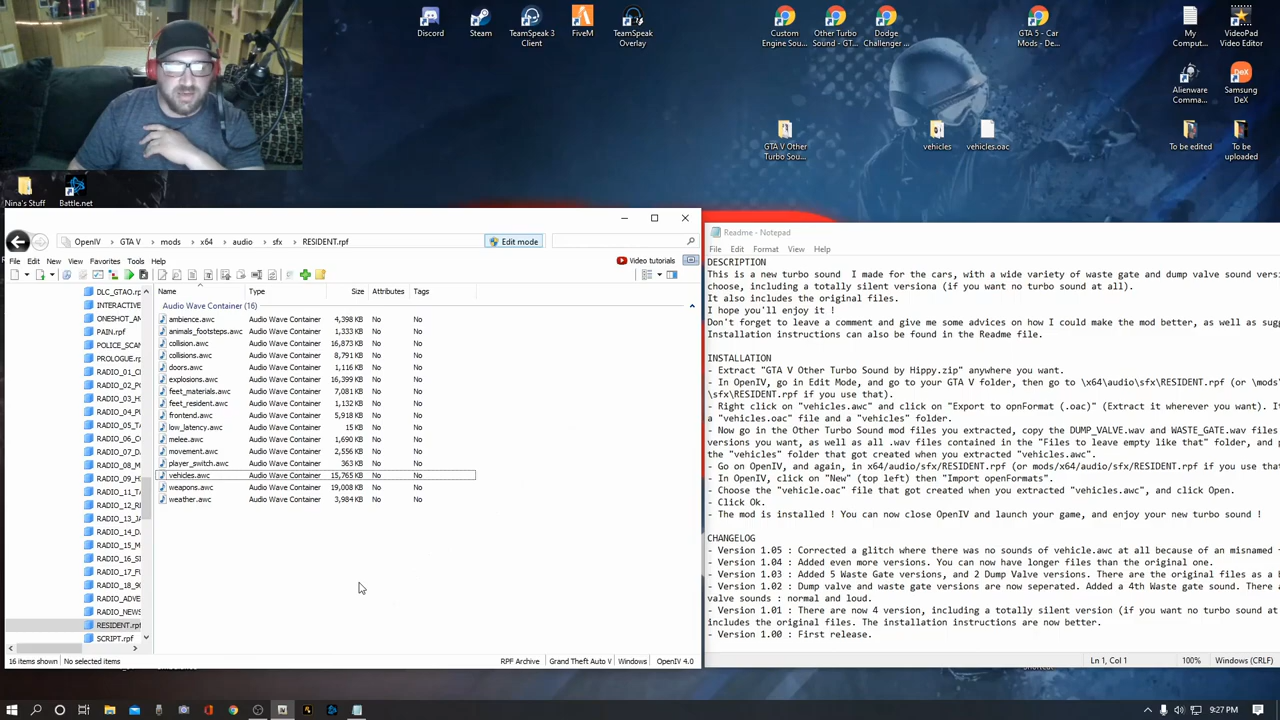 Discord
Steam
TeamSpeak 3
Client
FiveM
TeamSpeak
Overlay
Custom
Engine Sou...
Other Turbo
Sound - GT...
Dodge
Challenger ...
GTA 5 - Car
Mods - De...
My
Comput...
VideoPad
Video Editor
Alienware
Comma...
Samsung
DeX
GTA V Other
Turbo Sou...
vehicles
vehicles.oac
To be edited
To be
uploaded
Nina's Stuff
Battle.net
OpenIV
GTA V
mods
x64
audio
sfx
RESIDENT.rpf
Edit mode
File Edit New View Favorites Tools Help
Video tutorials
Name Type Size Attributes Tags
Audio Wave Container (16)
ambience.awc Audio Wave Container 4,398 KB No No
animals_footsteps.awc Audio Wave Container 1,333 KB No No
collision.awc Audio Wave Container 16,873 KB No No
collisions.awc Audio Wave Container 8,791 KB No No
doors.awc Audio Wave Container 1,116 KB No No
explosions.awc Audio Wave Container 16,399 KB No No
feet_materials.awc Audio Wave Container 7,081 KB No No
feet_resident.awc Audio Wave Container 1,132 KB No No
frontend.awc Audio Wave Container 5,918 KB No No
low_latency.awc Audio Wave Container 15 KB No No
melee.awc Audio Wave Container 1,690 KB No No
movement.awc Audio Wave Container 2,556 KB No No
player_switch.awc Audio Wave Container 363 KB No No
vehicles.awc Audio Wave Container 15,765 KB No No
weapons.awc Audio Wave Container 19,008 KB No No
weather.awc Audio Wave Container 3,984 KB No No
DLC_GTAO.rp
INTERACTIVE
ONESHOT_AM
PAIN.rpf
POLICE_SCAN
PROLOGUE.rp
RADIO_01_C
RADIO_02_P
RADIO_03_H
RADIO_04_P
RADIO_05_T
RADIO_06_C
RADIO_07_D
RADIO_08_M
RADIO_09_H
RADIO_11_T
RADIO_12_R
RADIO_13_J
RADIO_14_D
RADIO_15_M
RADIO_16_S
RADIO_17_F
RADIO_18_9
RADIO_ADVE
RADIO_NEWS
RESIDENT.rpf
SCRIPT.rpf
16 items shown No selected items RPF Archive Grand Theft Auto V Windows OpenIV 4.0
Readme - Notepad
File Edit Format View Help
DESCRIPTION
This is a new turbo sound I made for the cars, with a wide variety of waste gate and dump valve sound vers
choose, including a totally silent versiona (if you want no turbo sound at all).
It also includes the original files.
I hope you'll enjoy it !
Don't forget to leave a comment and give me some advices on how I could make the mod better, as well as sugg
Installation instructions can also be found in the Readme file.
INSTALLATION
- Extract "GTA V Other Turbo Sound by Hippy.zip" anywhere you want.
- In OpenIV, go in Edit Mode, and go to your GTA V folder, then go to \x64\audio\sfx\RESIDENT.rpf (or \mods
\sfx\RESIDENT.rpf if you use that).
- Right click on "vehicles.awc" and click on "Export to opnFormat (.oac)" (Extract it wherever you want). I
a "vehicles.oac" file and a "vehicles" folder.
- Now go in the Other Turbo Sound mod files you extracted, copy the DUMP_VALVE.wav and WASTE_GATE.wav files
versions you want, as well as all .wav files contained in the "Files to leave empty like that" folder, and p
the "vehicles" folder that got created when you extracted "vehicles.awc".
- Go on OpenIV, and again, in x64/audio/sfx/RESIDENT.rpf (or mods/x64/audio/sfx/RESIDENT.rpf if you use that
- In OpenIV, click on "New" (top left) then "Import openFormats".
- Choose the "vehicle.oac" file that got created when you extracted "vehicles.awc", and click Open.
- Click Ok.
- The mod is installed ! You can now close OpenIV and launch your game, and enjoy your new turbo sound !
CHANGELOG
- Version 1.05 : Corrected a glitch where there was no sounds of vehicle.awc at all because of an misnamed
- Version 1.04 : Added even more versions. You can now have longer files than the original one.
- Version 1.03 : Added 5 Waste Gate versions, and 2 Dump Valve versions. There are the original files as a b
- Version 1.02 : Dump valve and waste gate versions are now seperated. Added a 4th Waste gate sound. There a
valve sounds : normal and loud.
- Version 1.01 : There are now 4 version, including a totally silent version (if you want no turbo sound at
includes the original files. The installation instructions are now better.
- Version 1.00 : First release.
Ln 1, Col 1 100% Windows (CRLF)
9:27 PM